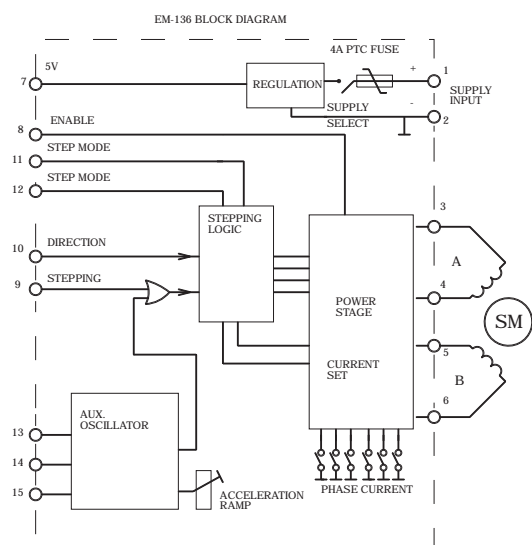 EM-136 BLOCK DIAGRAM
4A PTC FUSE
5V
7
REGULATION
+
1
SUPPLY
INPUT
-
2
SUPPLY
SELECT
ENABLE
8
STEP MODE
11
STEP MODE
12
3
STEPPING
LOGIC
DIRECTION
10
A
STEPPING
9
4
POWER
STAGE
SM
5
CURRENT
SET
B
6
AUX.
OSCILLATOR
13
14
15
ACCELERATION
RAMP
PHASE CURRENT